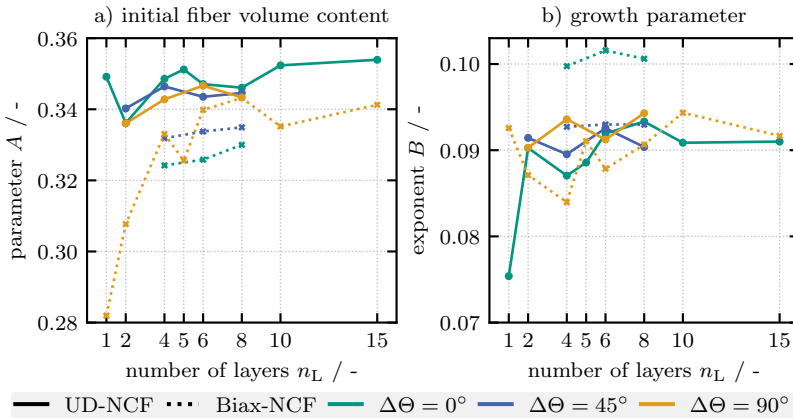 a) initial fiber volume content
b) growth parameter
parameter A / -
0.36
0.34
0.32
0.30
0.28
1 2 4 5 6 8 10 15
number of layers n_L / -
exponent B / -
0.10
0.09
0.08
0.07
1 2 4 5 6 8 10 15
number of layers n_L / -
UD-NCF Biax-NCF ΔΘ = 0° ΔΘ = 45° ΔΘ = 90°